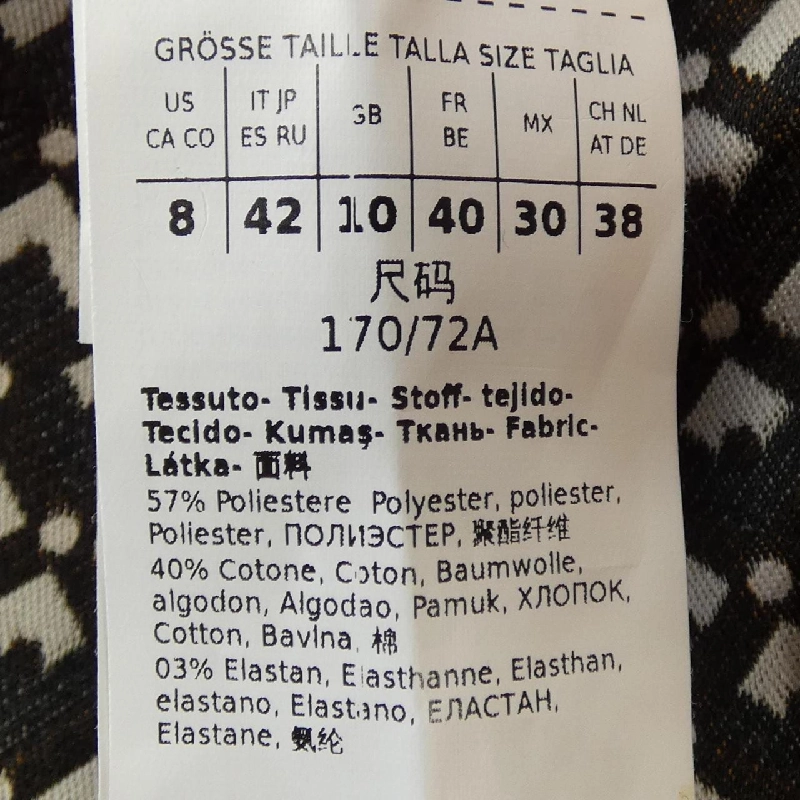 GRÖSSE TAILLE TALLA SIZE TAGLIA
US IT JP GB FR MX CH NL
CA CO ES RU BE AT DE
8 42 10 40 30 38
尺码
170/72A
Tessuto- Tissu- Stoff- tejido-
Tecido- Kumaş- Ткань- Fabric-
Látka- 面料
57% Poliestere Polyester, poliester,
Poliester, ПОЛИЭСТЕР, 聚酯纤维
40% Cotone, Coton, Baumwolle,
algodon, Algodao, Pamuk, ХЛОПОК,
Cotton, Bavlna, 棉
03% Elastan, Elasthanne, Elasthan,
elastano, Elastano, ЕЛАСТАН,
Elastane, 氨纶